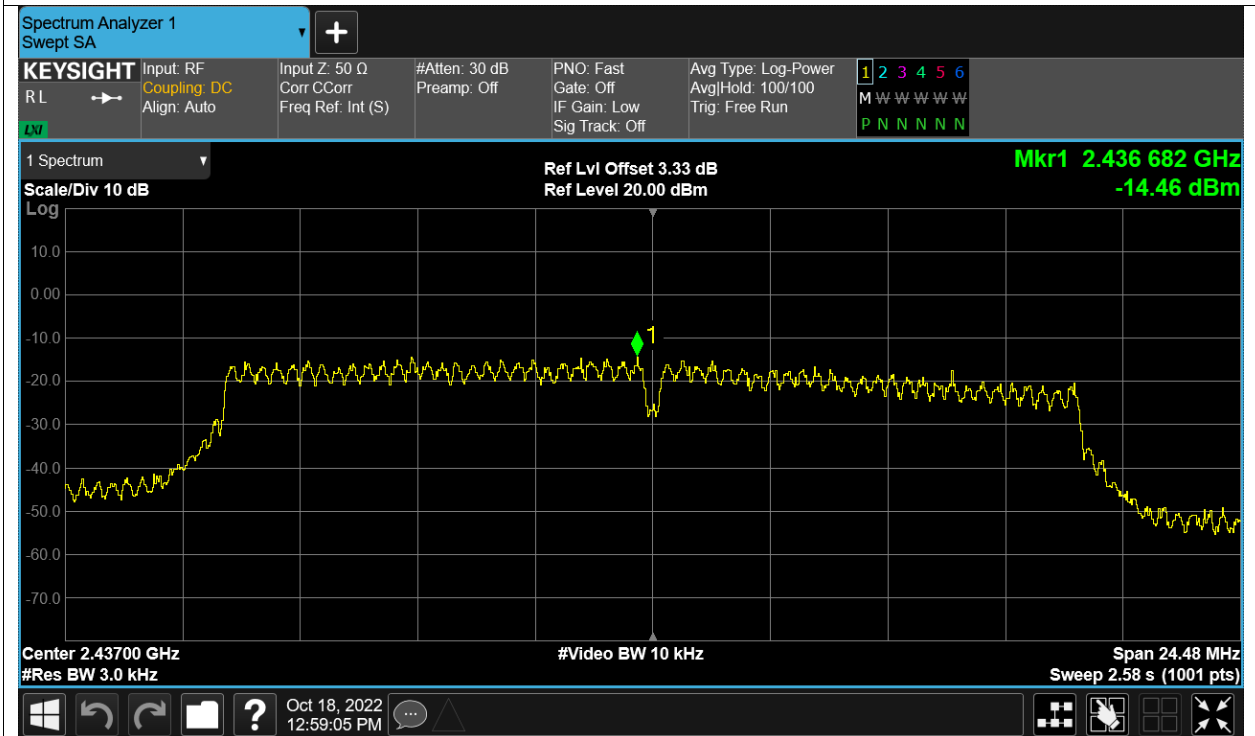 Spectrum Analyzer 1
Swept SA
KEYSIGHT
RL
LXI
Input: RF
Coupling: DC
Align: Auto
Input Z: 50 Ω
Corr CCorr
Freq Ref: Int (S)
#Atten: 30 dB
Preamp: Off
PNO: Fast
Gate: Off
IF Gain: Low
Sig Track: Off
Avg Type: Log-Power
Avg|Hold: 100/100
Trig: Free Run
1 2 3 4 5 6
M W W W W W
P N N N N N
1 Spectrum
Scale/Div 10 dB
Log
Ref Lvl Offset 3.33 dB
Ref Level 20.00 dBm
Mkr1 2.436 682 GHz
-14.46 dBm
10.0
0.00
-10.0
1
-20.0
-30.0
-40.0
-50.0
-60.0
-70.0
Center 2.43700 GHz
#Res BW 3.0 kHz
#Video BW 10 kHz
Span 24.48 MHz
Sweep 2.58 s (1001 pts)
?
Oct 18, 2022
12:59:05 PM